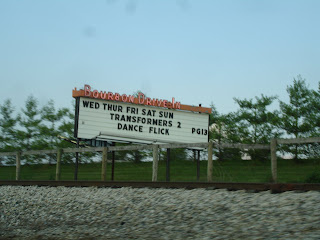 Bourbon Drive In
WED THUR FRI SAT SUN
TRANSFORMERS 2
DANCE FLICK PG13